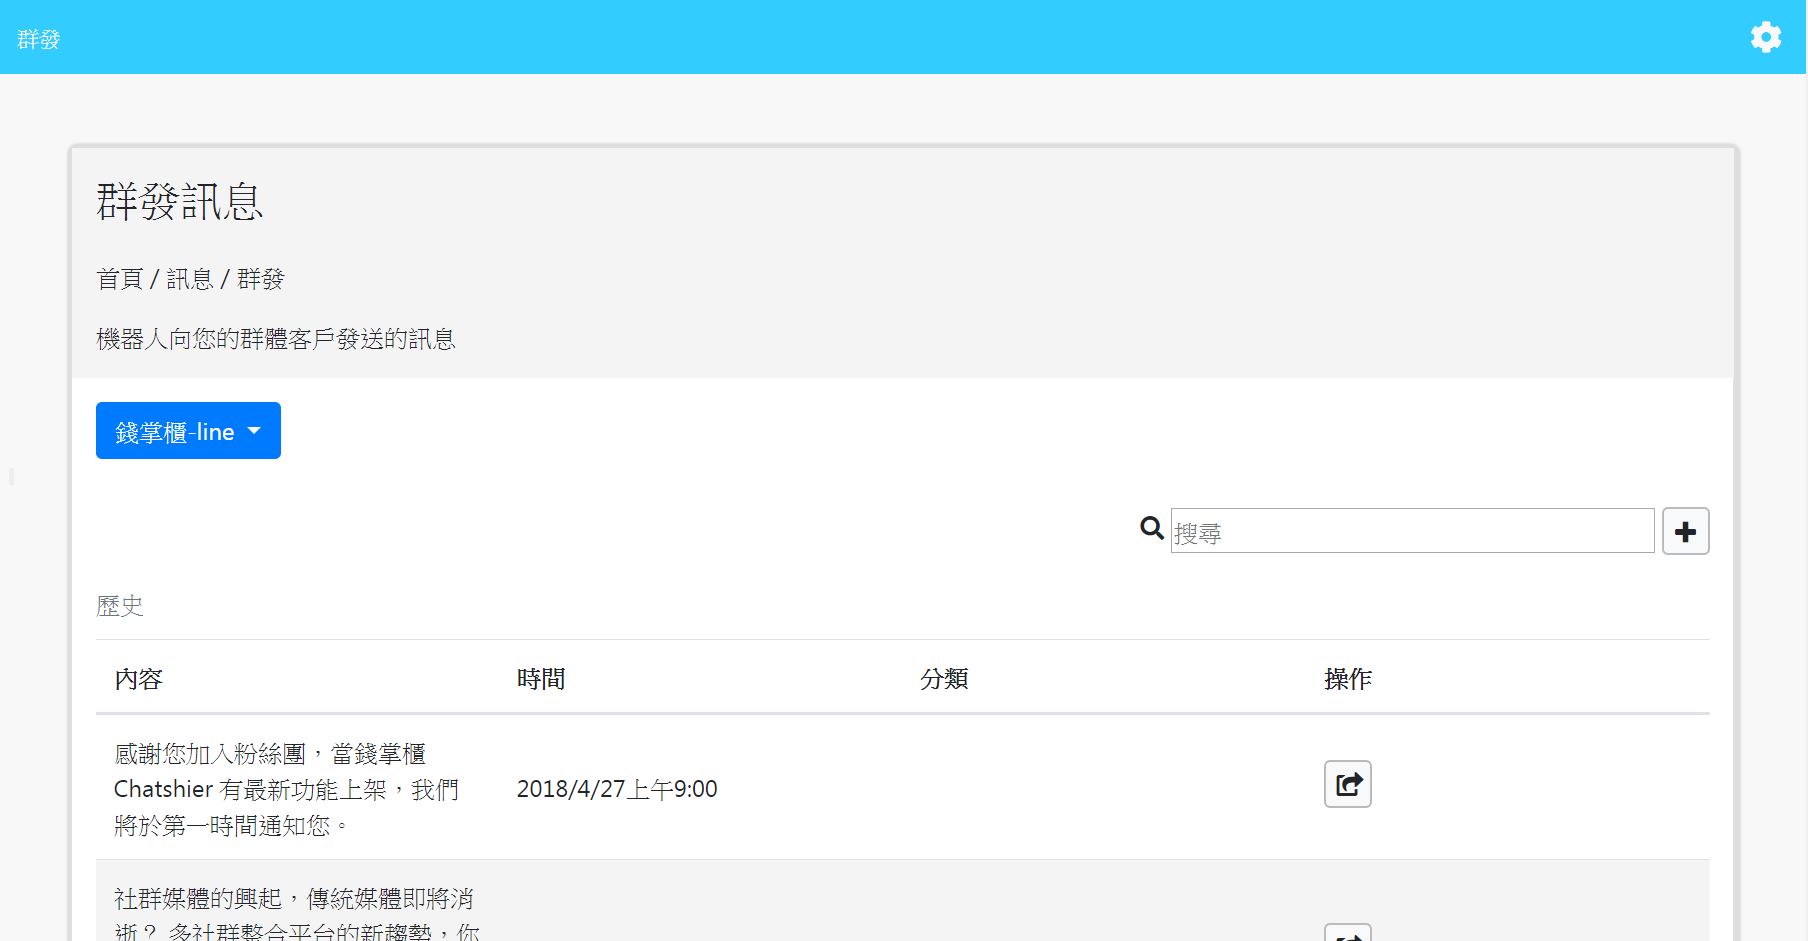 群發
群發訊息
首頁 / 訊息 / 群發
機器人向您的群體客戶發送的訊息
錢掌櫃-line
搜尋
歷史
內容 時間 分類 操作
感謝您加入粉絲團，當錢掌櫃
Chatshier 有最新功能上架，我們
將於第一時間通知您。
2018/4/27上午9:00
社群媒體的興起，傳統媒體即將消
逝？ 多社群整合平台的新趨勢，你